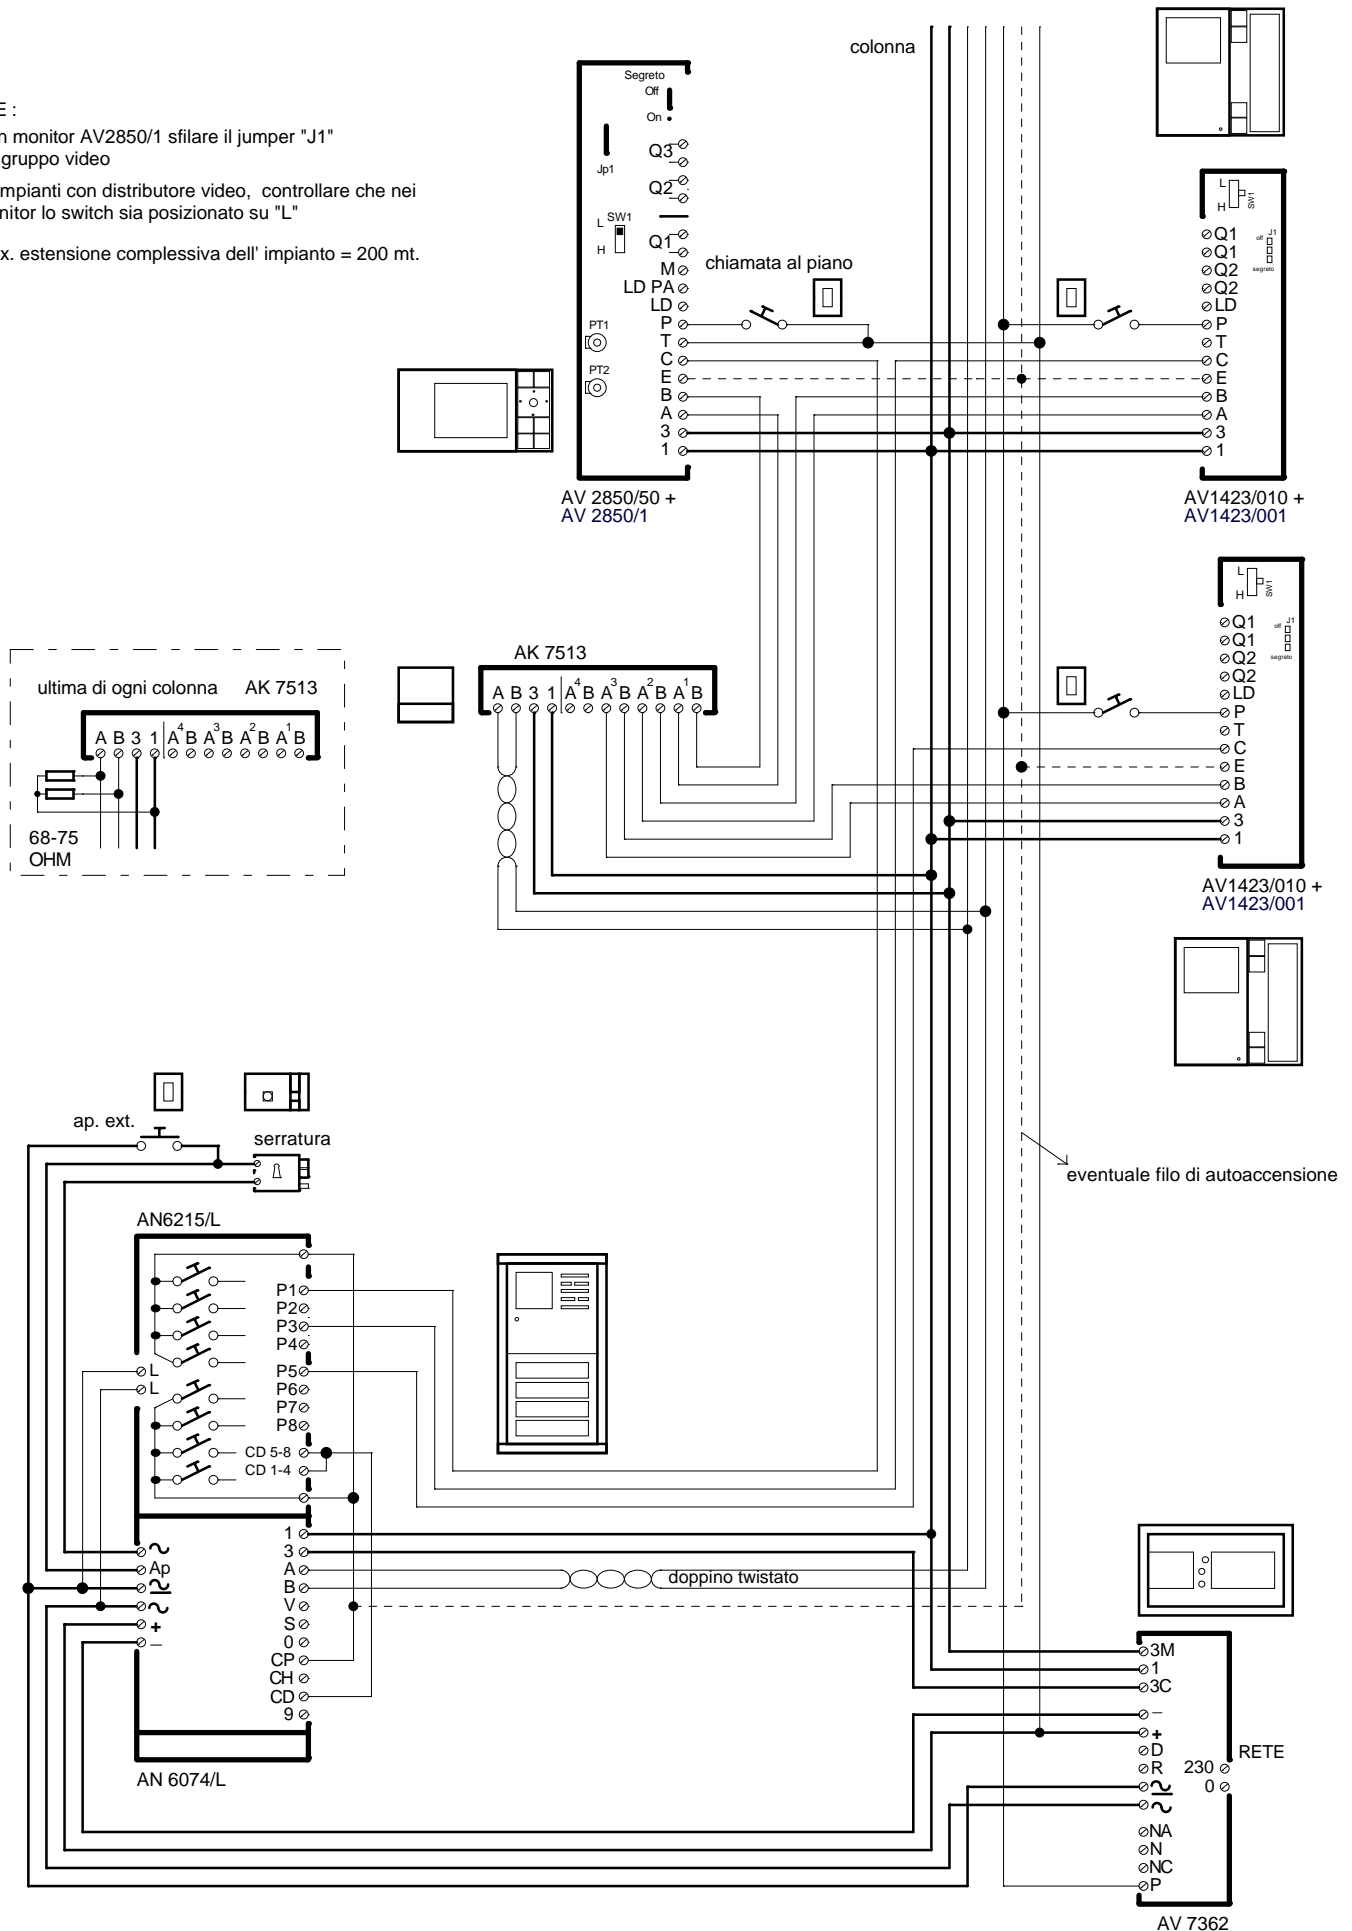 colonna
E :
n monitor AV2850/1 sfilare il jumper "J1"
gruppo video
mpianti con distributore video, controllare che nei
nitor lo switch sia posizionato su "L"
x. estensione complessiva dell' impianto = 200 mt.
Segreto
Off
On
Jp1
Q3
Q2
L SW1
H
Q1
M
LD PA
LD
P
T
C
E
B
A
3
1
PT1
PT2
AV 2850/50 +
AV 2850/1
chiamata al piano
L
H
SW1
Q1
Q1
Q2
Q2
LD
P
T
C
E
B
A
3
1
off J1
segreto
AV1423/010 +
AV1423/001
L
H
SW1
Q1
Q1
Q2
Q2
LD
P
T
C
E
B
A
3
1
off J1
segreto
AV1423/010 +
AV1423/001
AK 7513
A B 3 1 A 4 B A 3 B A 2 B A 1 B
ultima di ogni colonna AK 7513
A B 3 1 A 4 B A 3 B A 2 B A 1 B
68-75
OHM
ap. ext.
serratura
eventuale filo di autoaccensione
AN6215/L
P1
P2
P3
P4
L
L
P5
P6
P7
P8
CD 5-8
CD 1-4
1
3
A
B
V
S
0
CP
CH
CD
9
Ap
+
–
doppino twistato
AN 6074/L
3M
1
3C
–
+
D
R
NA
N
NC
P
RETE
230
0
AV 7362